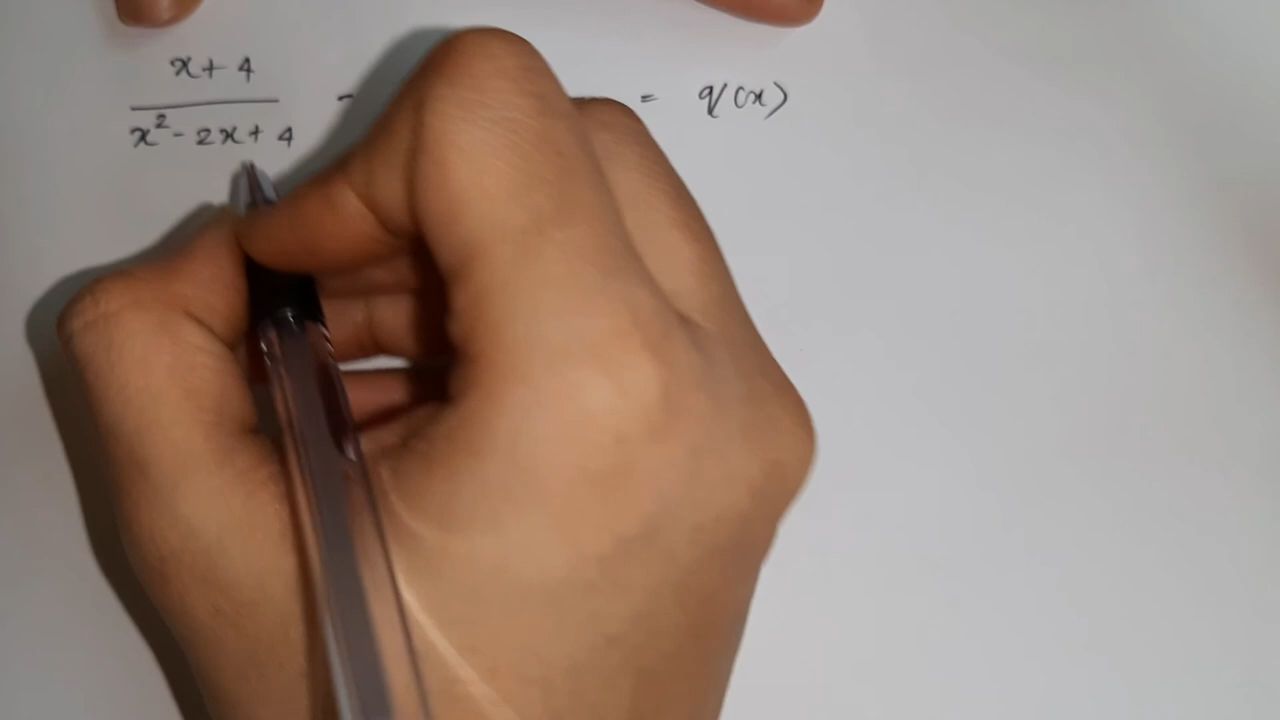 x + 4
— = q(x)
x² - 2x + 4